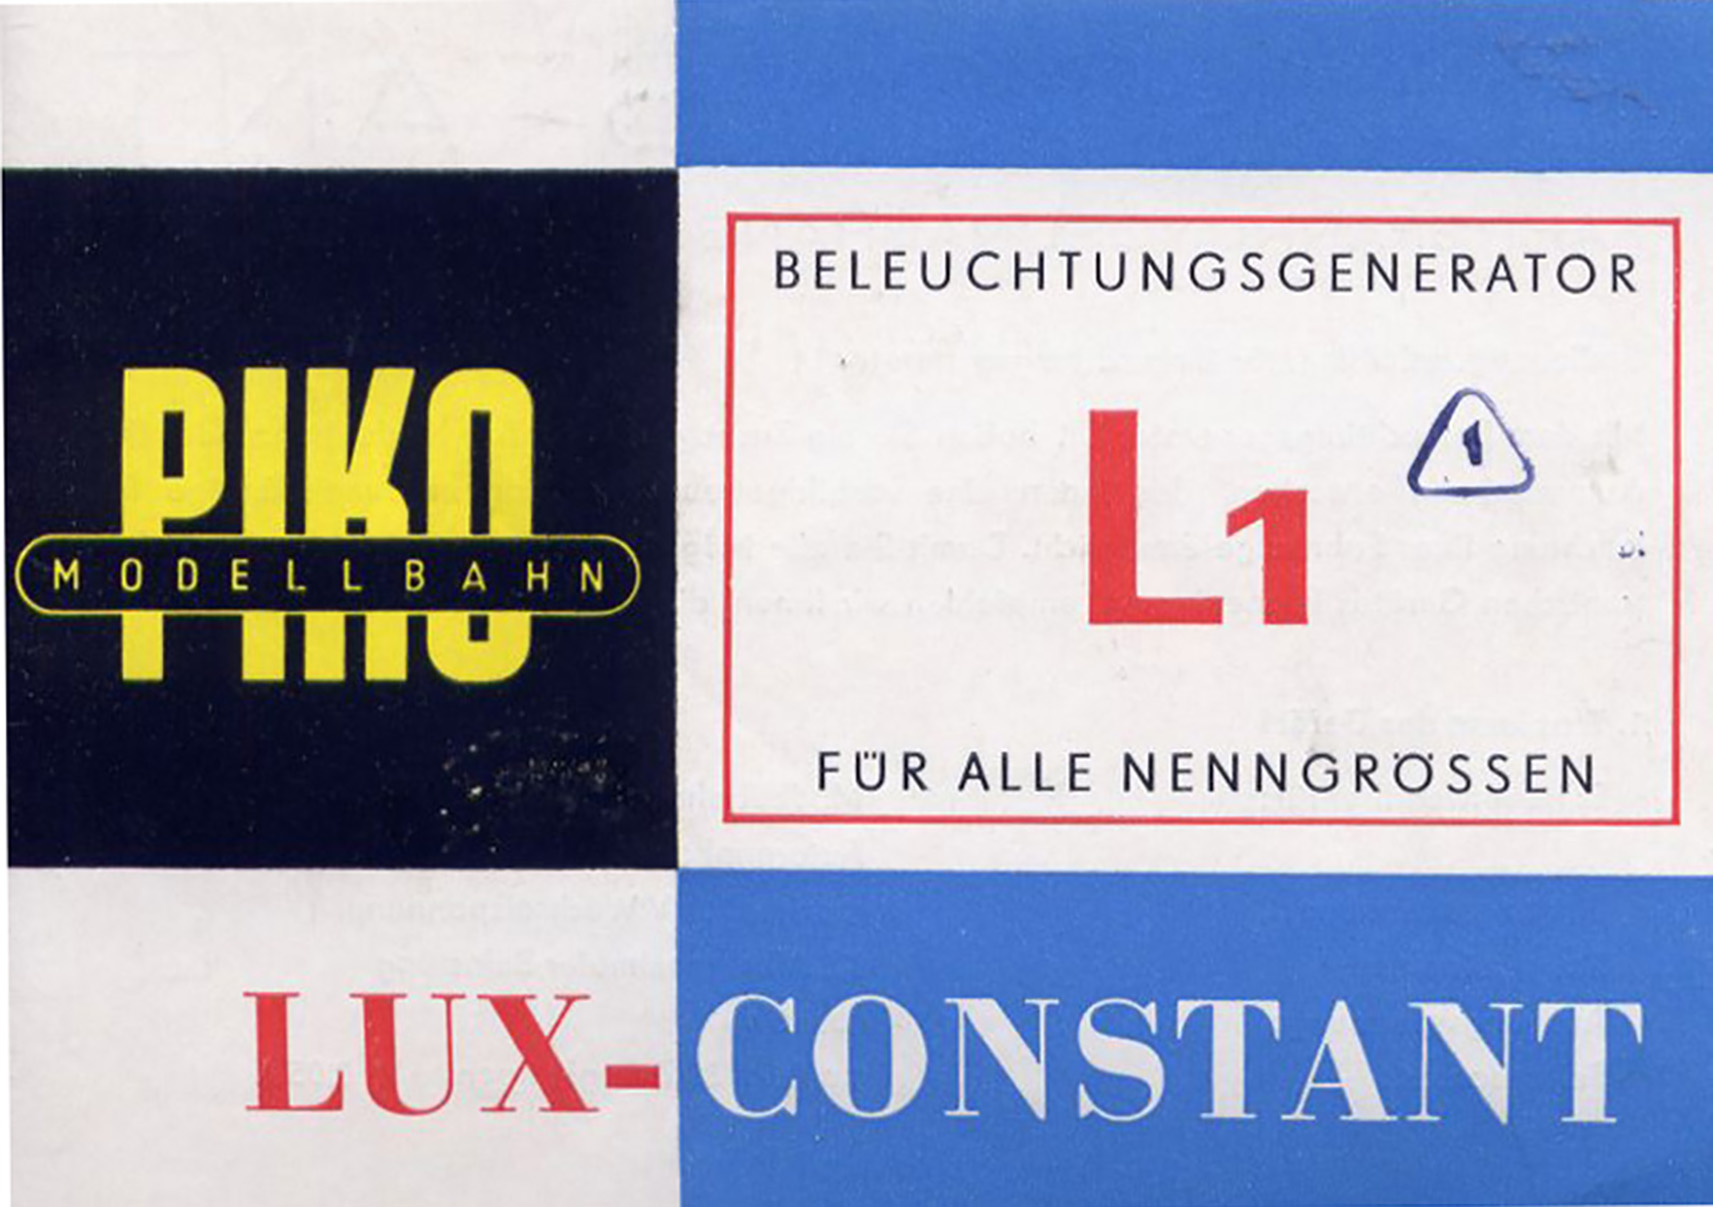 PIKO
MODELLBAHN
BELEUCHTUNGSGENERATOR
L1
1
FÜR ALLE NENNGRÖSSEN
LUX-CONSTANT